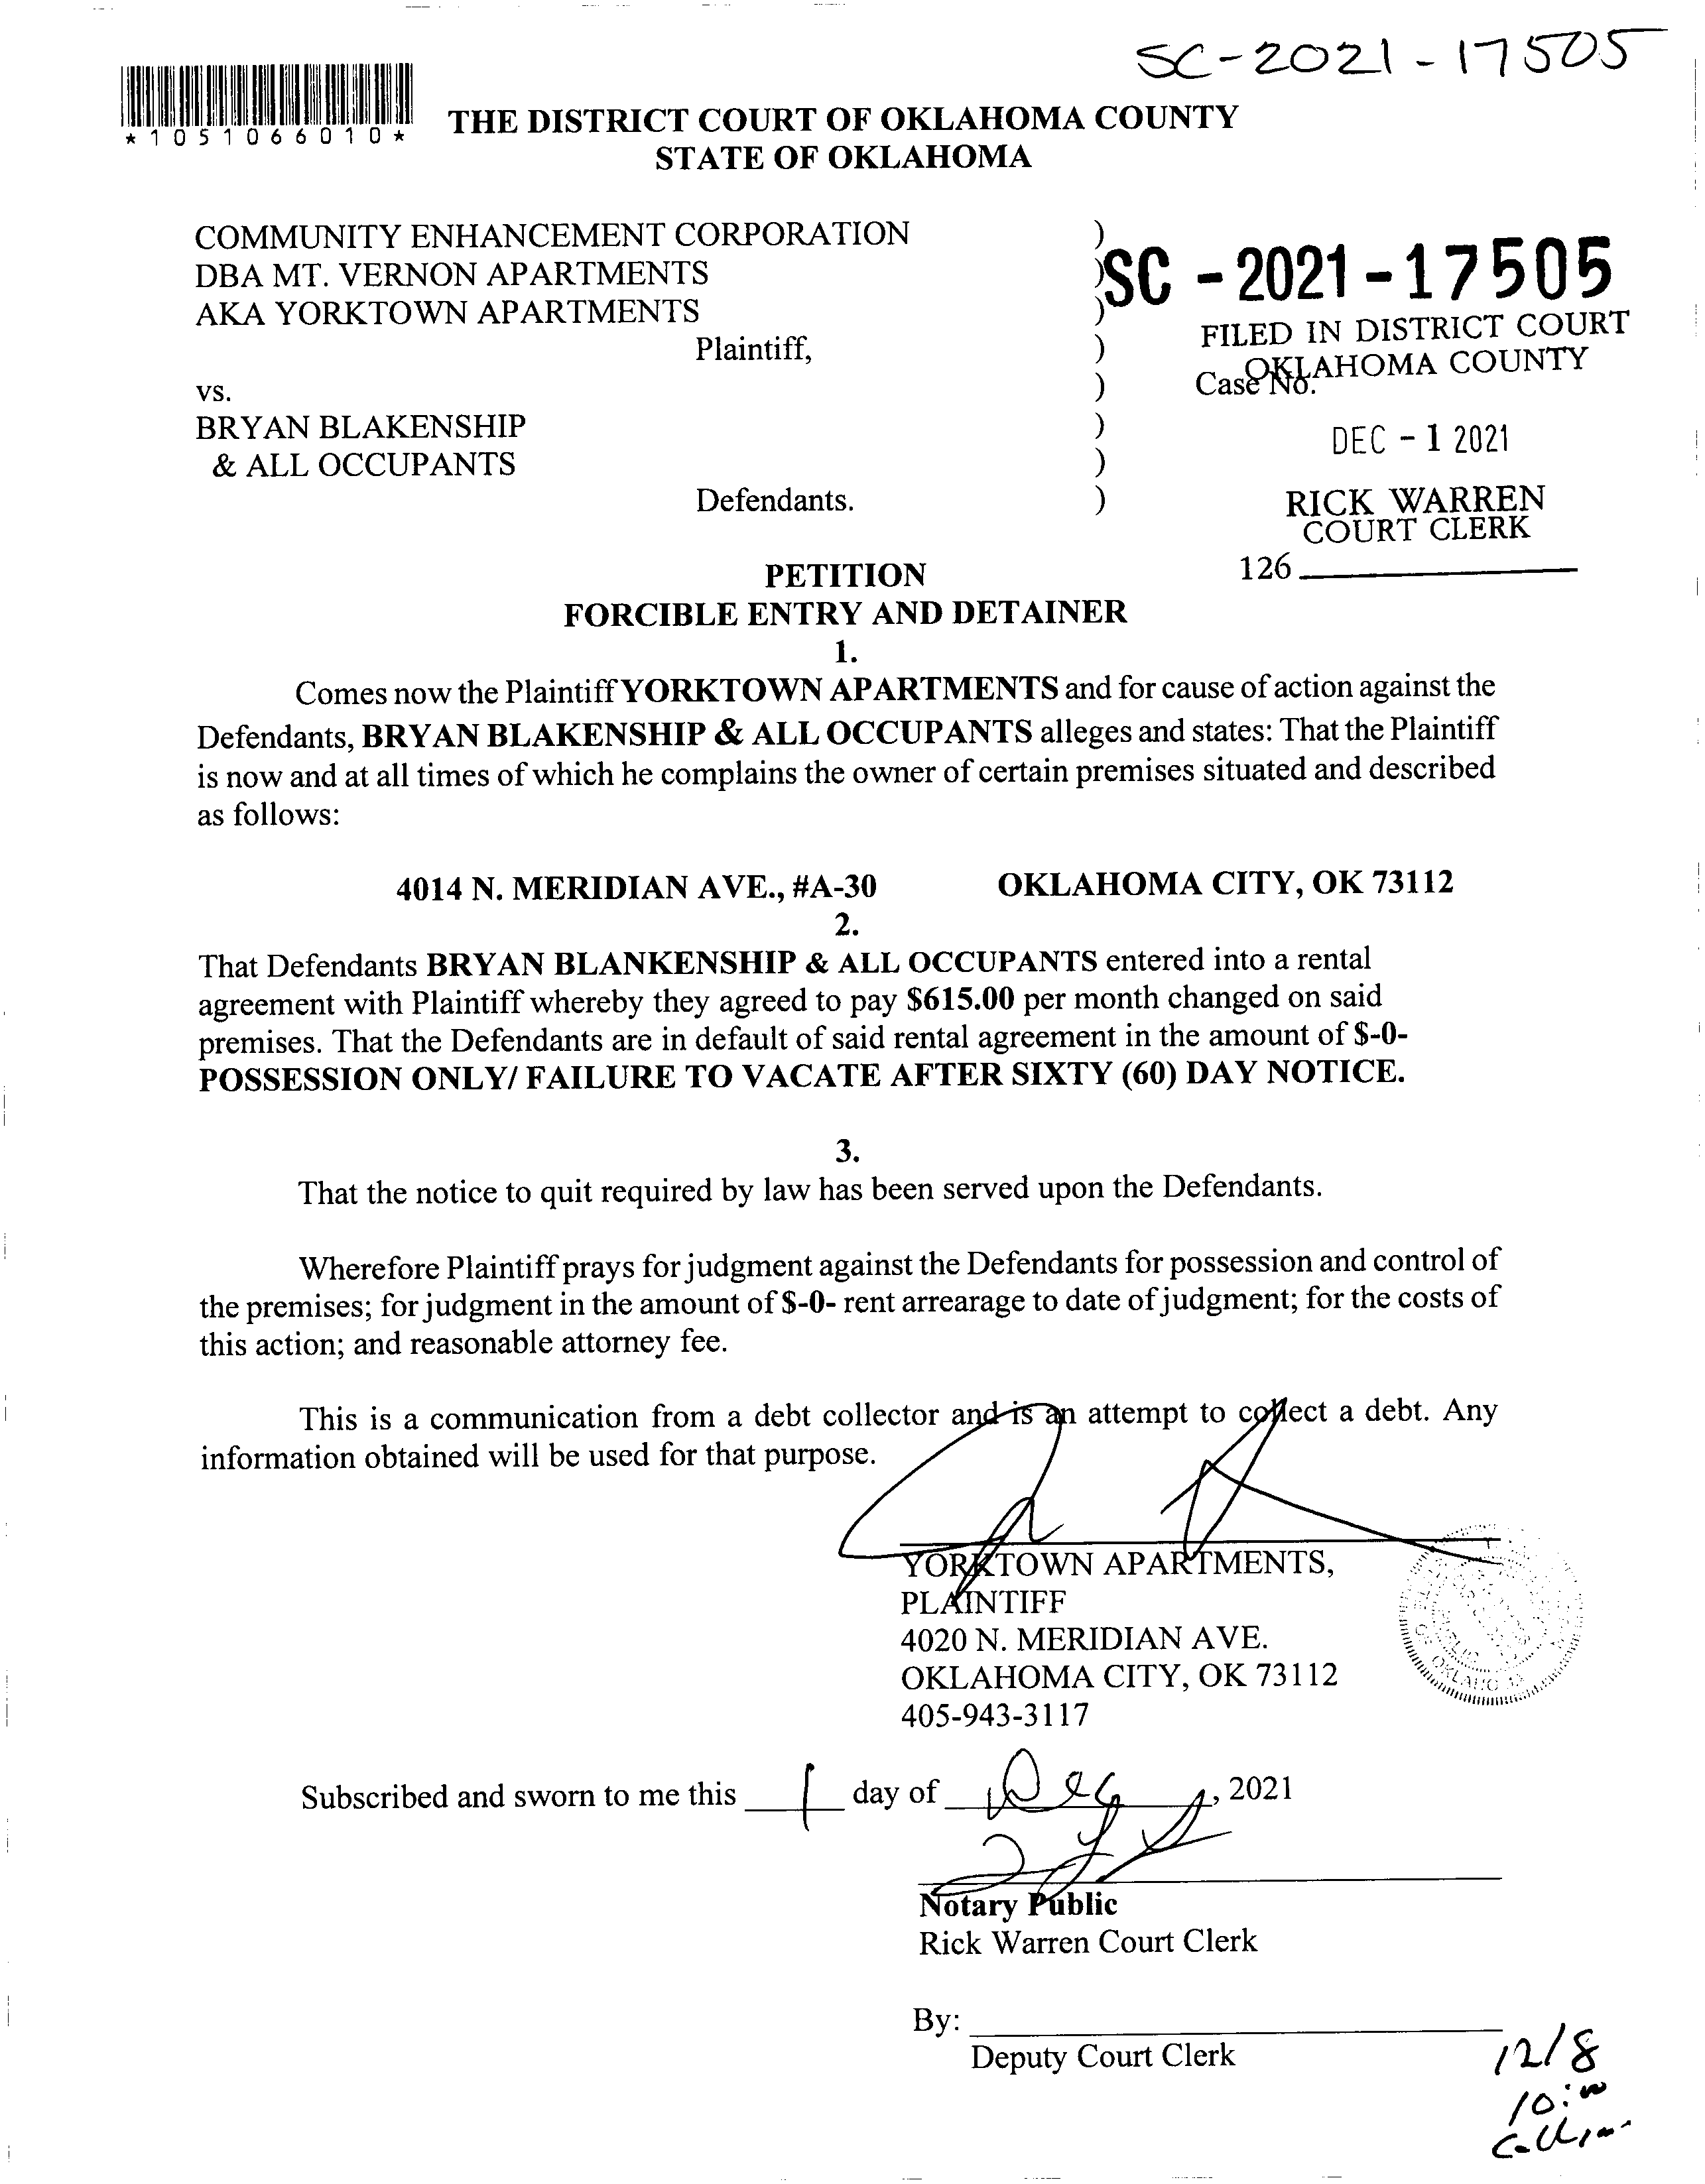 SC-2021-17505
*1051066010*
THE DISTRICT COURT OF OKLAHOMA COUNTY
STATE OF OKLAHOMA
COMMUNITY ENHANCEMENT CORPORATION )
DBA MT. VERNON APARTMENTS ) SC - 2021 - 17505
AKA YORKTOWN APARTMENTS )
Plaintiff, ) FILED IN DISTRICT COURT
OKLAHOMA COUNTY
vs. ) Case No.
BRYAN BLAKENSHIP ) DEC - 1 2021
& ALL OCCUPANTS )
Defendants. ) RICK WARREN
COURT CLERK
126
PETITION
FORCIBLE ENTRY AND DETAINER
1.
Comes now the Plaintiff YORKTOWN APARTMENTS and for cause of action against the
Defendants, BRYAN BLAKENSHIP & ALL OCCUPANTS alleges and states: That the Plaintiff
is now and at all times of which he complains the owner of certain premises situated and described
as follows:
4014 N. MERIDIAN AVE., #A-30 OKLAHOMA CITY, OK 73112
2.
That Defendants BRYAN BLANKENSHIP & ALL OCCUPANTS entered into a rental
agreement with Plaintiff whereby they agreed to pay $615.00 per month changed on said
premises. That the Defendants are in default of said rental agreement in the amount of $-0-
POSSESSION ONLY/ FAILURE TO VACATE AFTER SIXTY (60) DAY NOTICE.
3.
That the notice to quit required by law has been served upon the Defendants.
Wherefore Plaintiff prays for judgment against the Defendants for possession and control of
the premises; for judgment in the amount of $-0- rent arrearage to date of judgment; for the costs of
this action; and reasonable attorney fee.
This is a communication from a debt collector and is an attempt to collect a debt. Any
information obtained will be used for that purpose.
YORKTOWN APARTMENTS,
PLAINTIFF
4020 N. MERIDIAN AVE.
OKLAHOMA CITY, OK 73112
405-943-3117
Subscribed and sworn to me this 1 day of Dec, 2021
Notary Public
Rick Warren Court Clerk
By:
Deputy Court Clerk
12/8
10:00